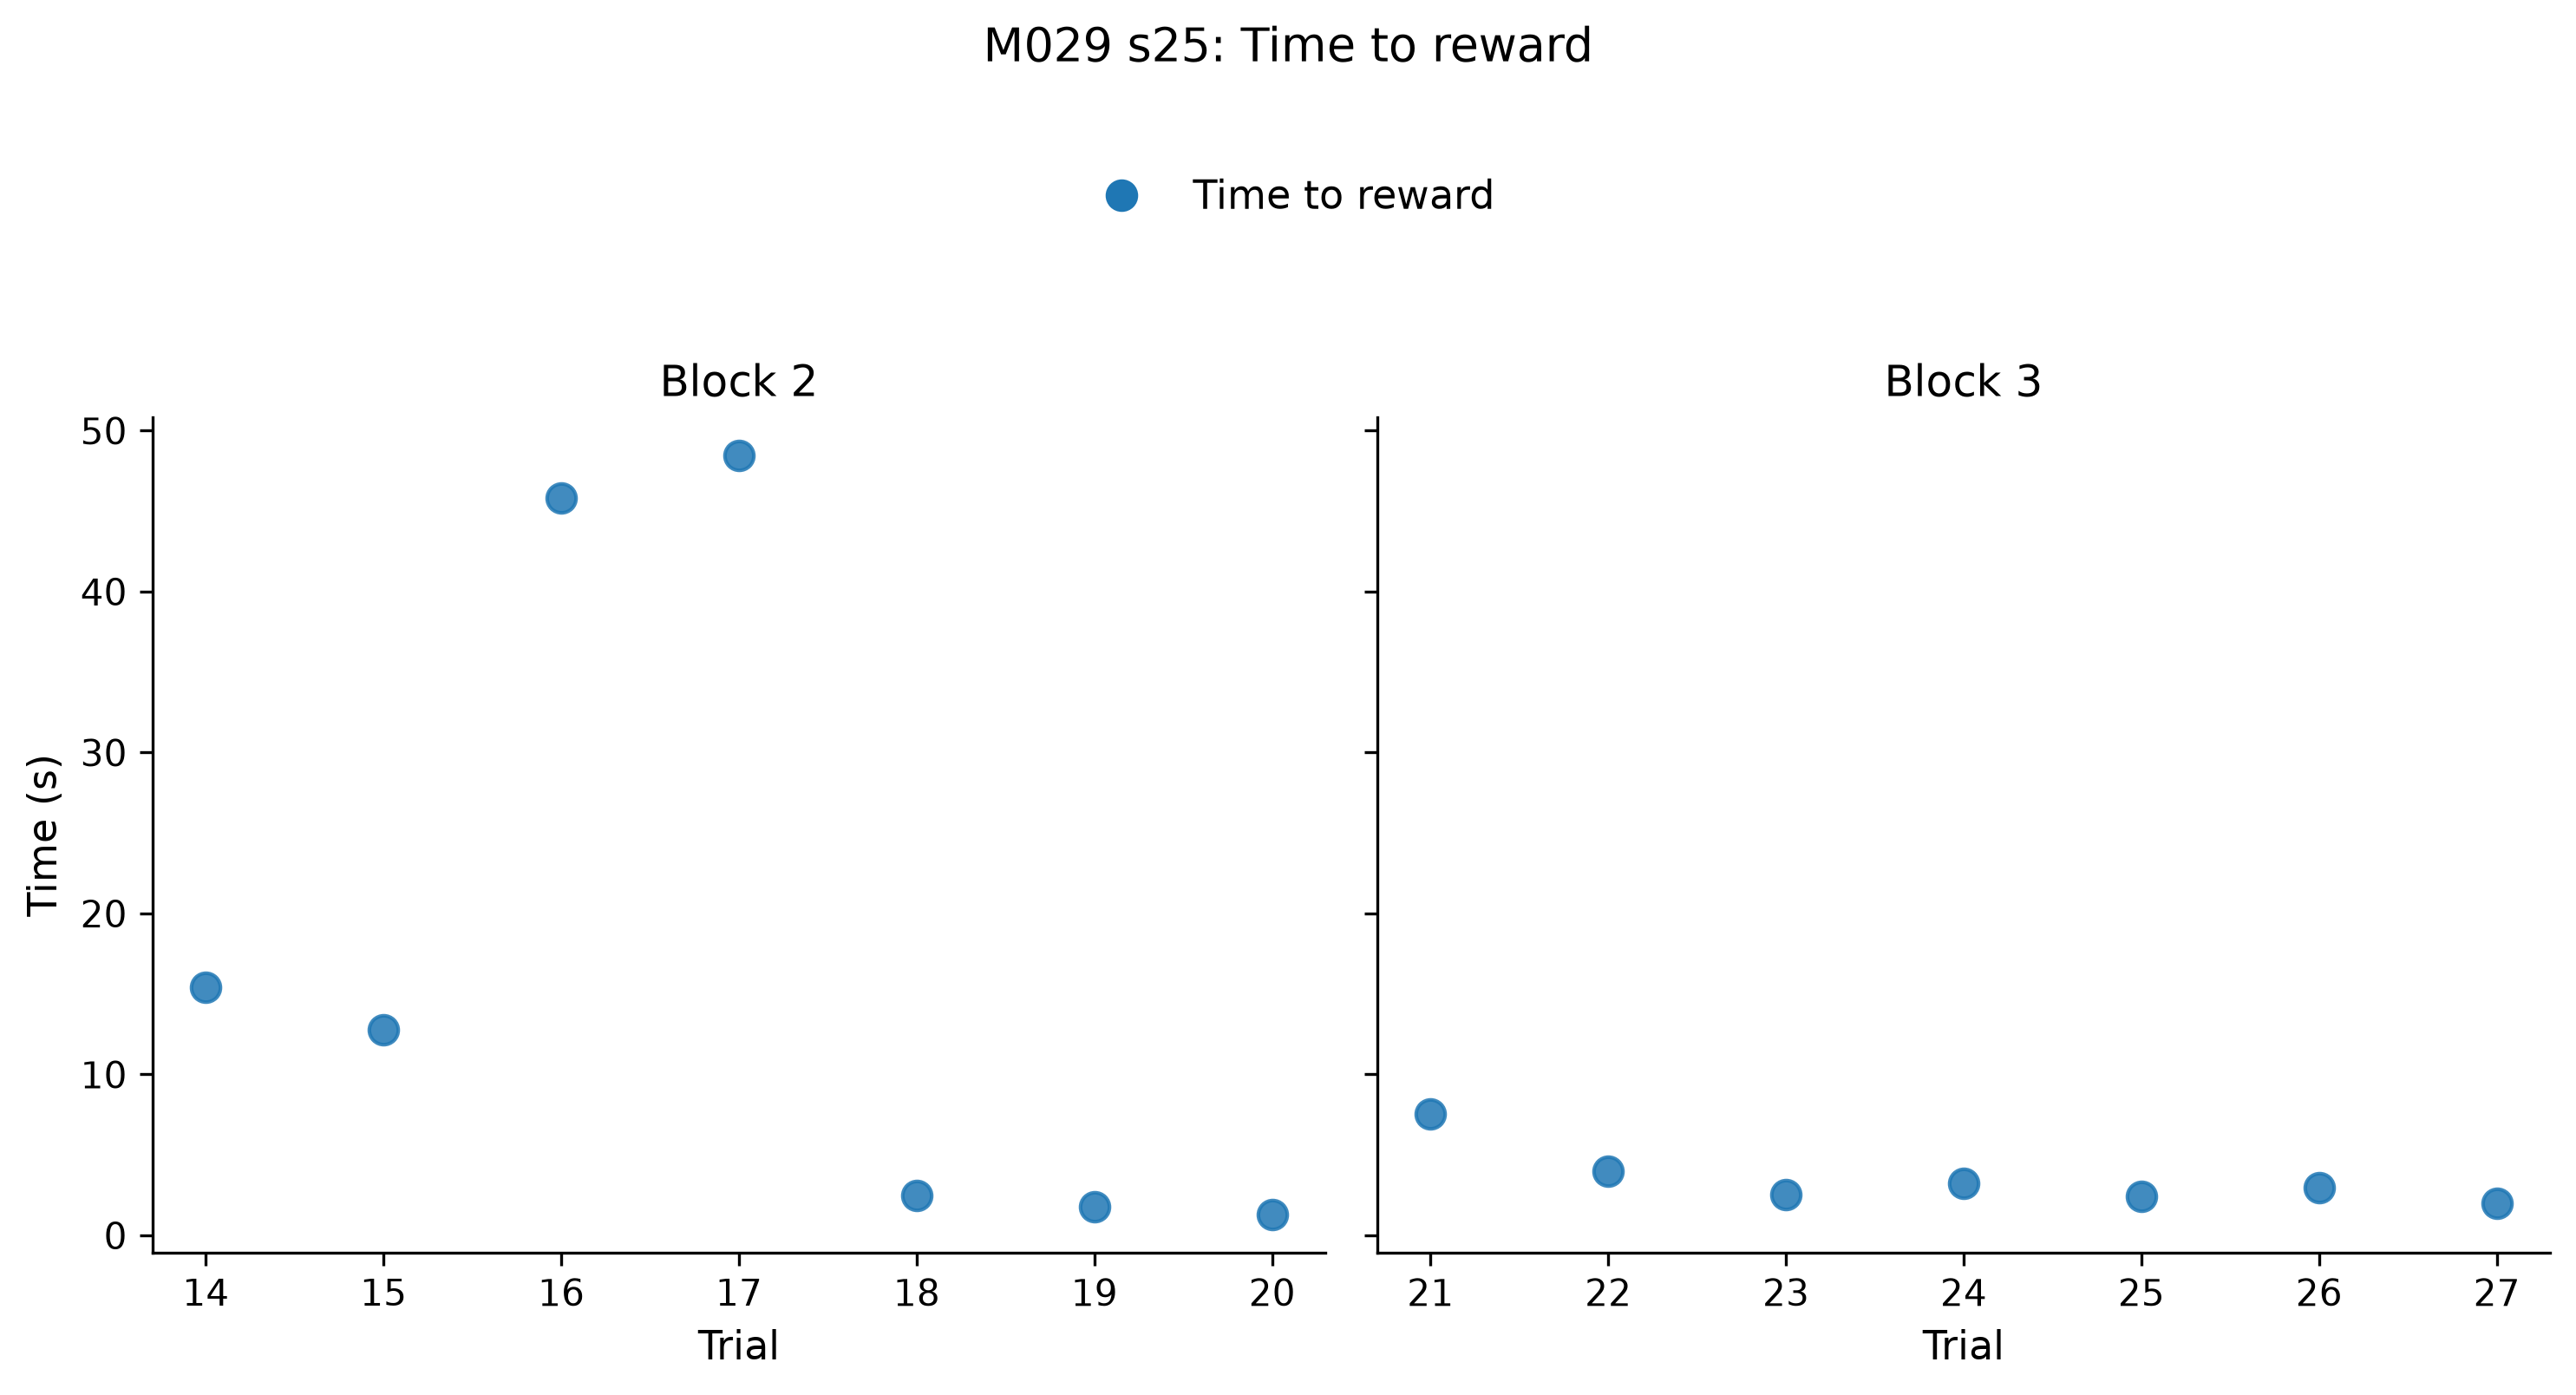 M029 s25: Time to reward
Time to reward
Block 2
Block 3
50
40
30
20
10
0
Time (s)
14 15 16 17 18 19 20
21 22 23 24 25 26 27
Trial
Trial